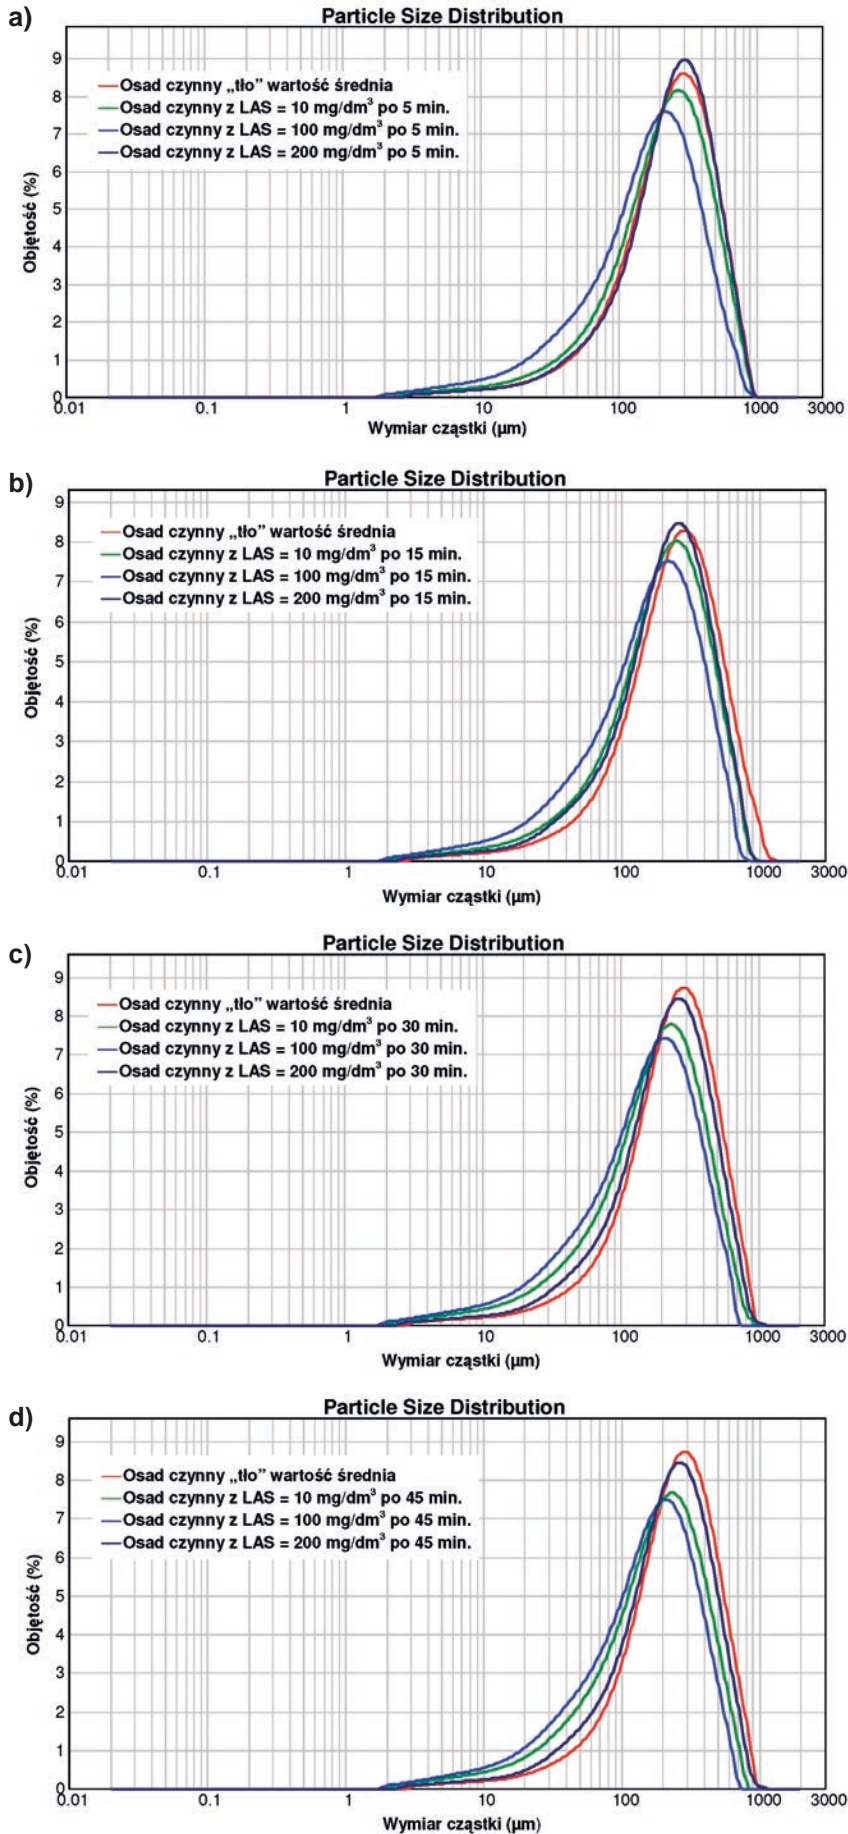 a)
Particle Size Distribution
9
8
7
6
5
4
3
2
1
0
Objętość (%)
Osad czynny „tło” wartość średnia
Osad czynny z LAS = 10 mg/dm³ po 5 min.
Osad czynny z LAS = 100 mg/dm³ po 5 min.
Osad czynny z LAS = 200 mg/dm³ po 5 min.
0.01 0.1 1 10 100 1000 3000
Wymiar cząstki (µm)
b)
Particle Size Distribution
9
8
7
6
5
4
3
2
1
0
Objętość (%)
Osad czynny „tło” wartość średnia
Osad czynny z LAS = 10 mg/dm³ po 15 min.
Osad czynny z LAS = 100 mg/dm³ po 15 min.
Osad czynny z LAS = 200 mg/dm³ po 15 min.
0.01 0.1 1 10 100 1000 3000
Wymiar cząstki (µm)
c)
Particle Size Distribution
9
8
7
6
5
4
3
2
1
0
Objętość (%)
Osad czynny „tło” wartość średnia
Osad czynny z LAS = 10 mg/dm³ po 30 min.
Osad czynny z LAS = 100 mg/dm³ po 30 min.
Osad czynny z LAS = 200 mg/dm³ po 30 min.
0.01 0.1 1 10 100 1000 3000
Wymiar cząstki (µm)
d)
Particle Size Distribution
9
8
7
6
5
4
3
2
1
0
Objętość (%)
Osad czynny „tło” wartość średnia
Osad czynny z LAS = 10 mg/dm³ po 45 min.
Osad czynny z LAS = 100 mg/dm³ po 45 min.
Osad czynny z LAS = 200 mg/dm³ po 45 min.
0.01 0.1 1 10 100 1000 3000
Wymiar cząstki (µm)